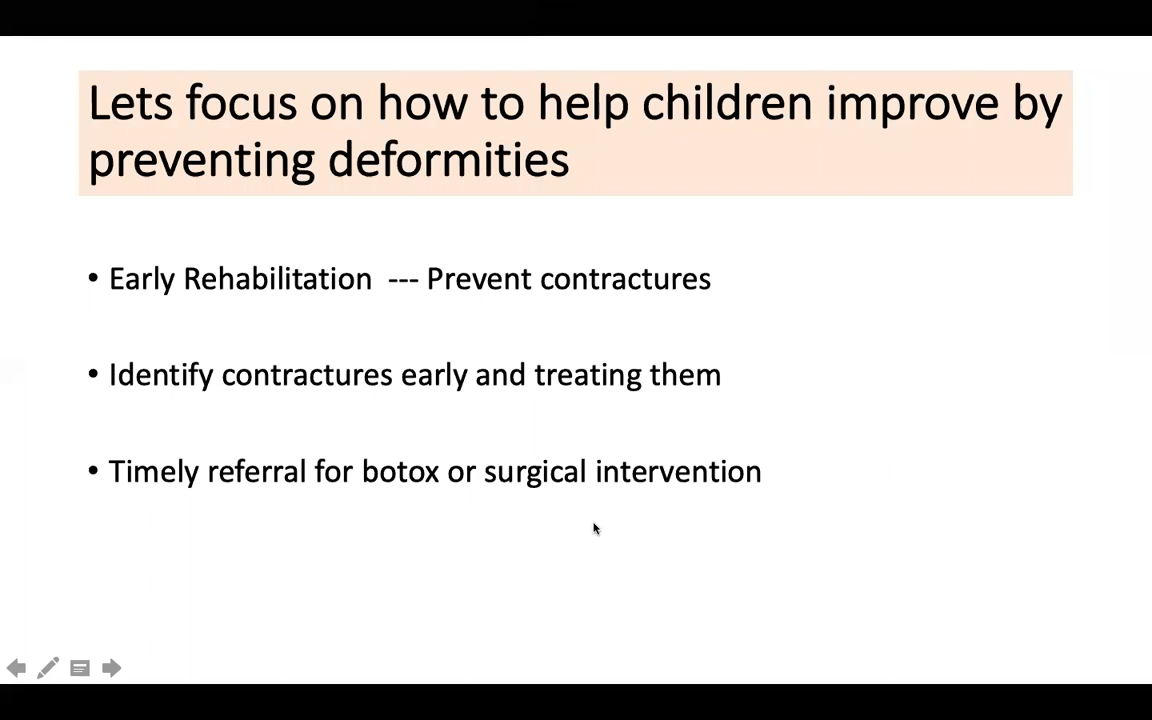 Lets focus on how to help children improve by
preventing deformities
• Early Rehabilitation --- Prevent contractures
• Identify contractures early and treating them
• Timely referral for botox or surgical intervention